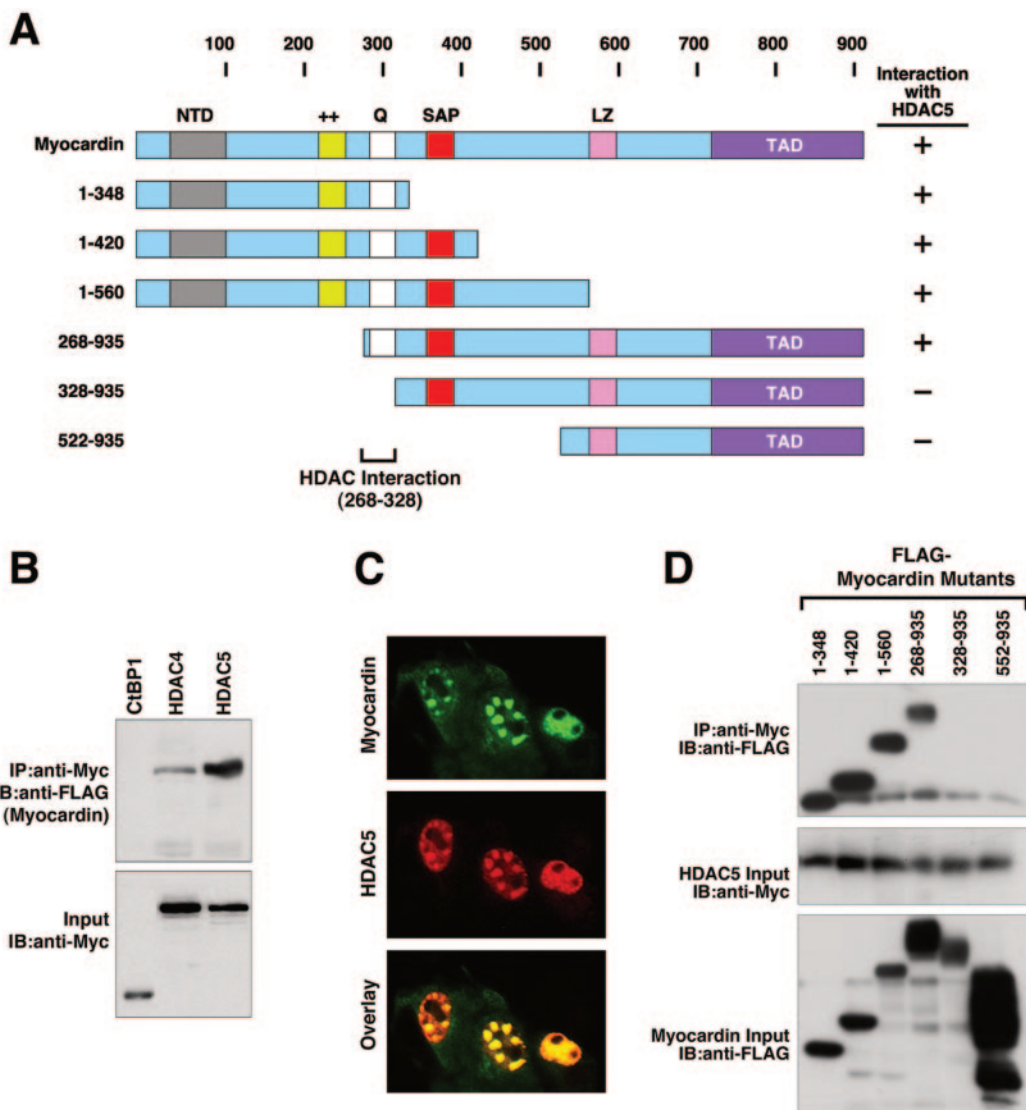 A
100 200 300 400 500 600 700 800 900
Interaction
with
HDAC5
NTD ++ Q SAP LZ
Myocardin TAD +
1-348 +
1-420 +
1-560 +
268-935 TAD +
328-935 TAD −
522-935 TAD −
HDAC Interaction
(268-328)
B
CtBP1
HDAC4
HDAC5
IP:anti-Myc
B:anti-FLAG
(Myocardin)
Input
IB:anti-Myc
C
Myocardin
HDAC5
Overlay
D
FLAG-
Myocardin Mutants
1-348
1-420
1-560
268-935
328-935
552-935
IP:anti-Myc
IB:anti-FLAG
HDAC5 Input
IB:anti-Myc
Myocardin Input
IB:anti-FLAG